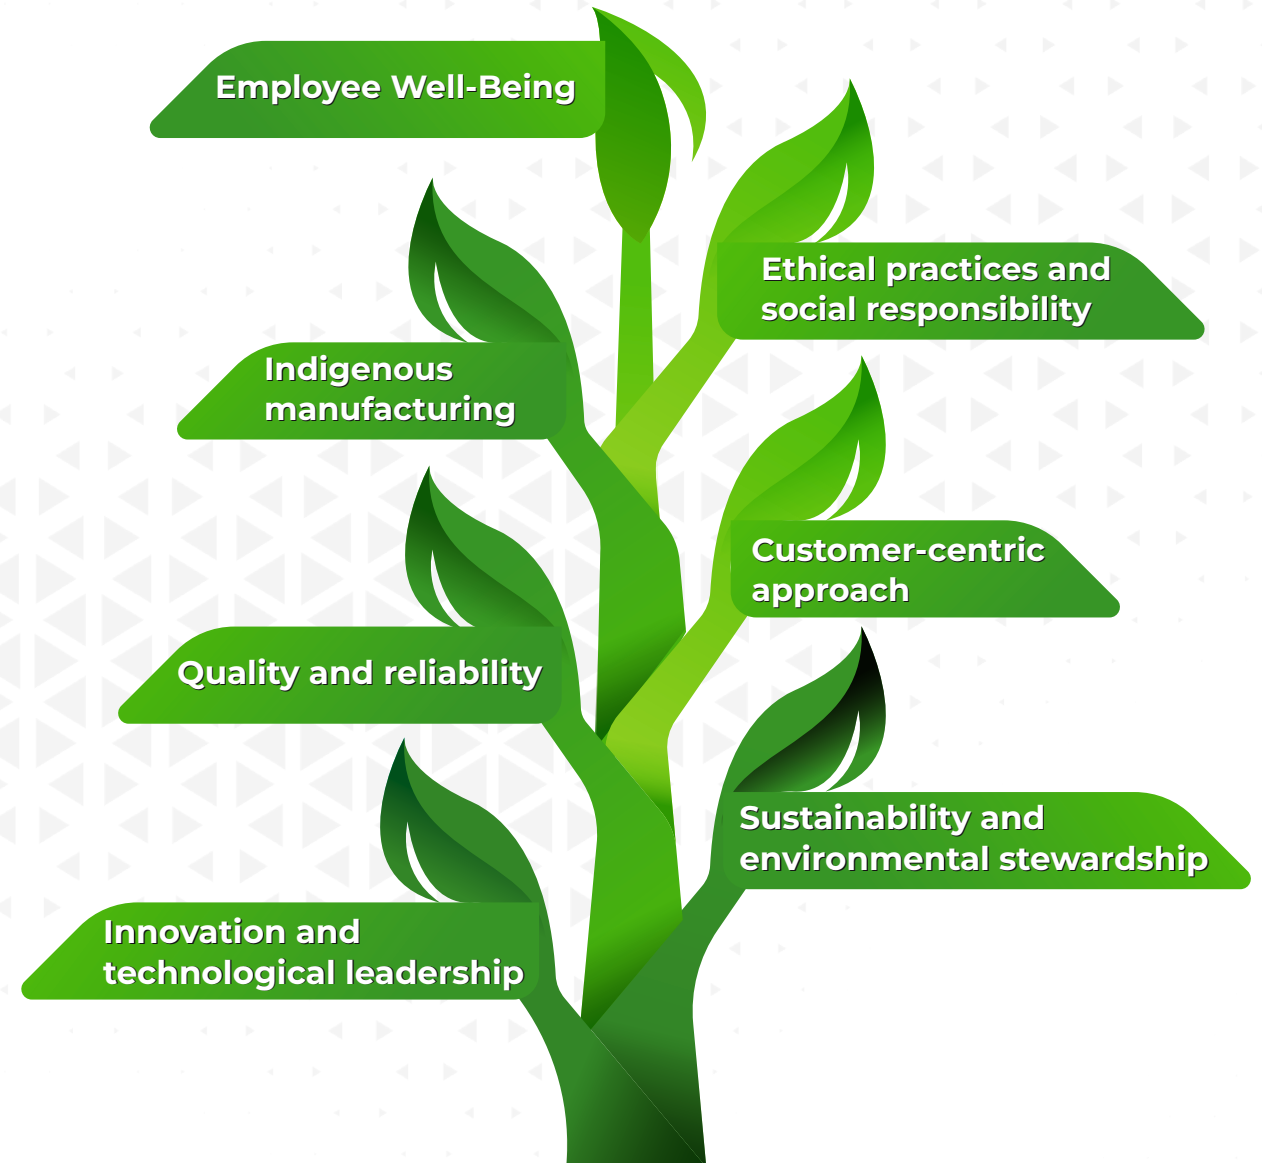 Employee Well-Being
Ethical practices and
social responsibility
Indigenous
manufacturing
Customer-centric
approach
Quality and reliability
Sustainability and
environmental stewardship
Innovation and
technological leadership